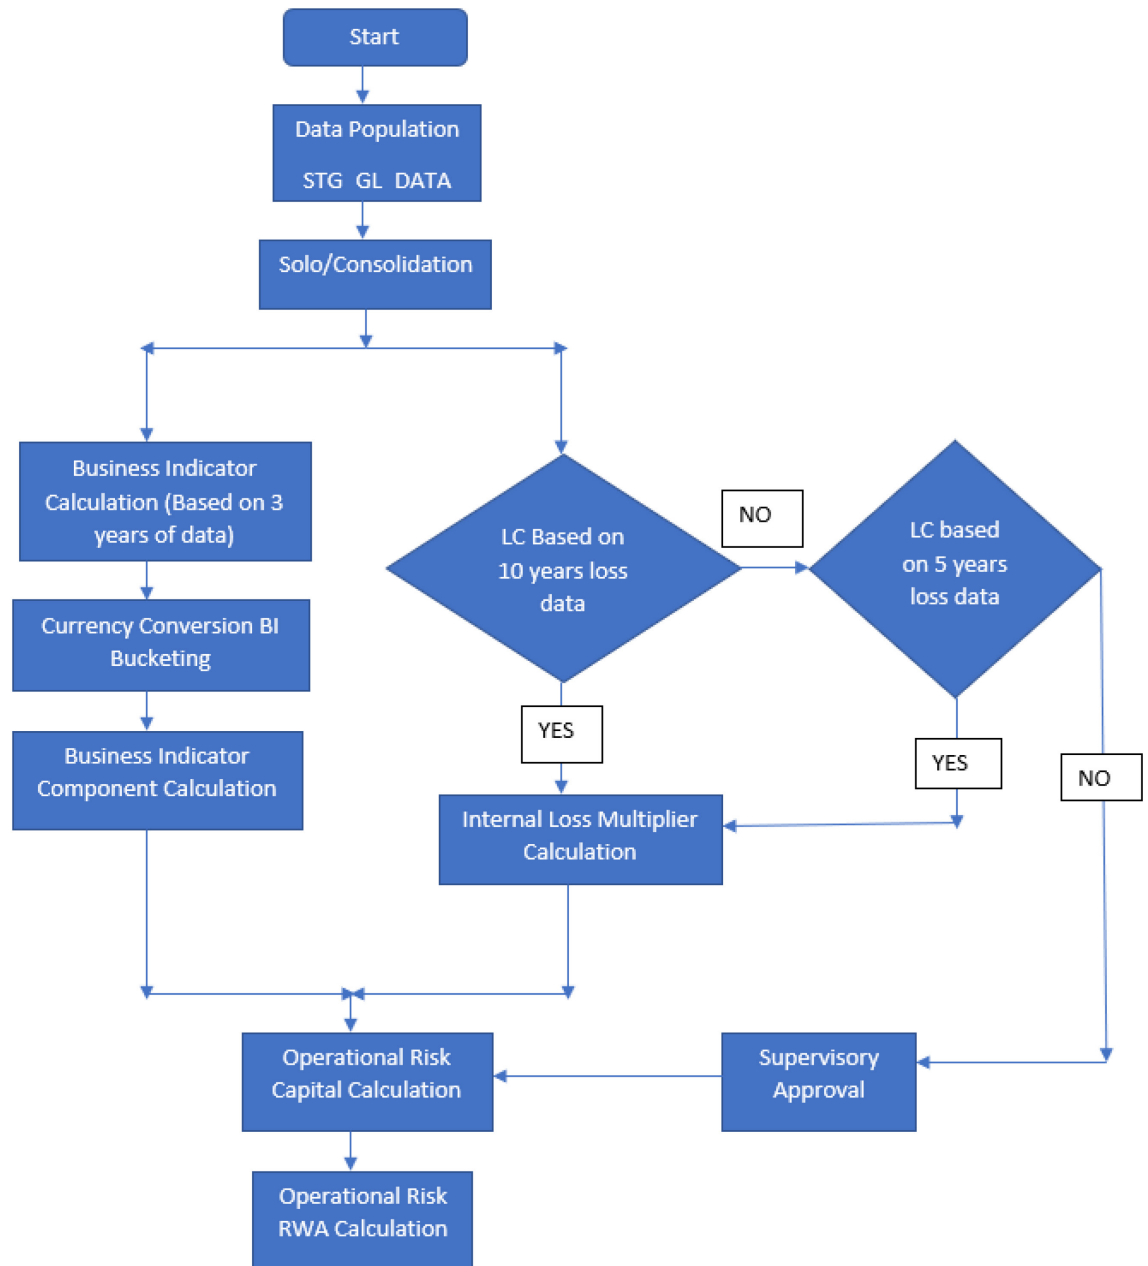 Start
Data Population
STG GL DATA
Solo/Consolidation
Business Indicator
Calculation (Based on 3
years of data)
LC Based on
10 years loss
data
NO
LC based
on 5 years
loss data
Currency Conversion BI
Bucketing
YES
Business Indicator
Component Calculation
YES
NO
Internal Loss Multiplier
Calculation
Operational Risk
Capital Calculation
Supervisory
Approval
Operational Risk
RWA Calculation